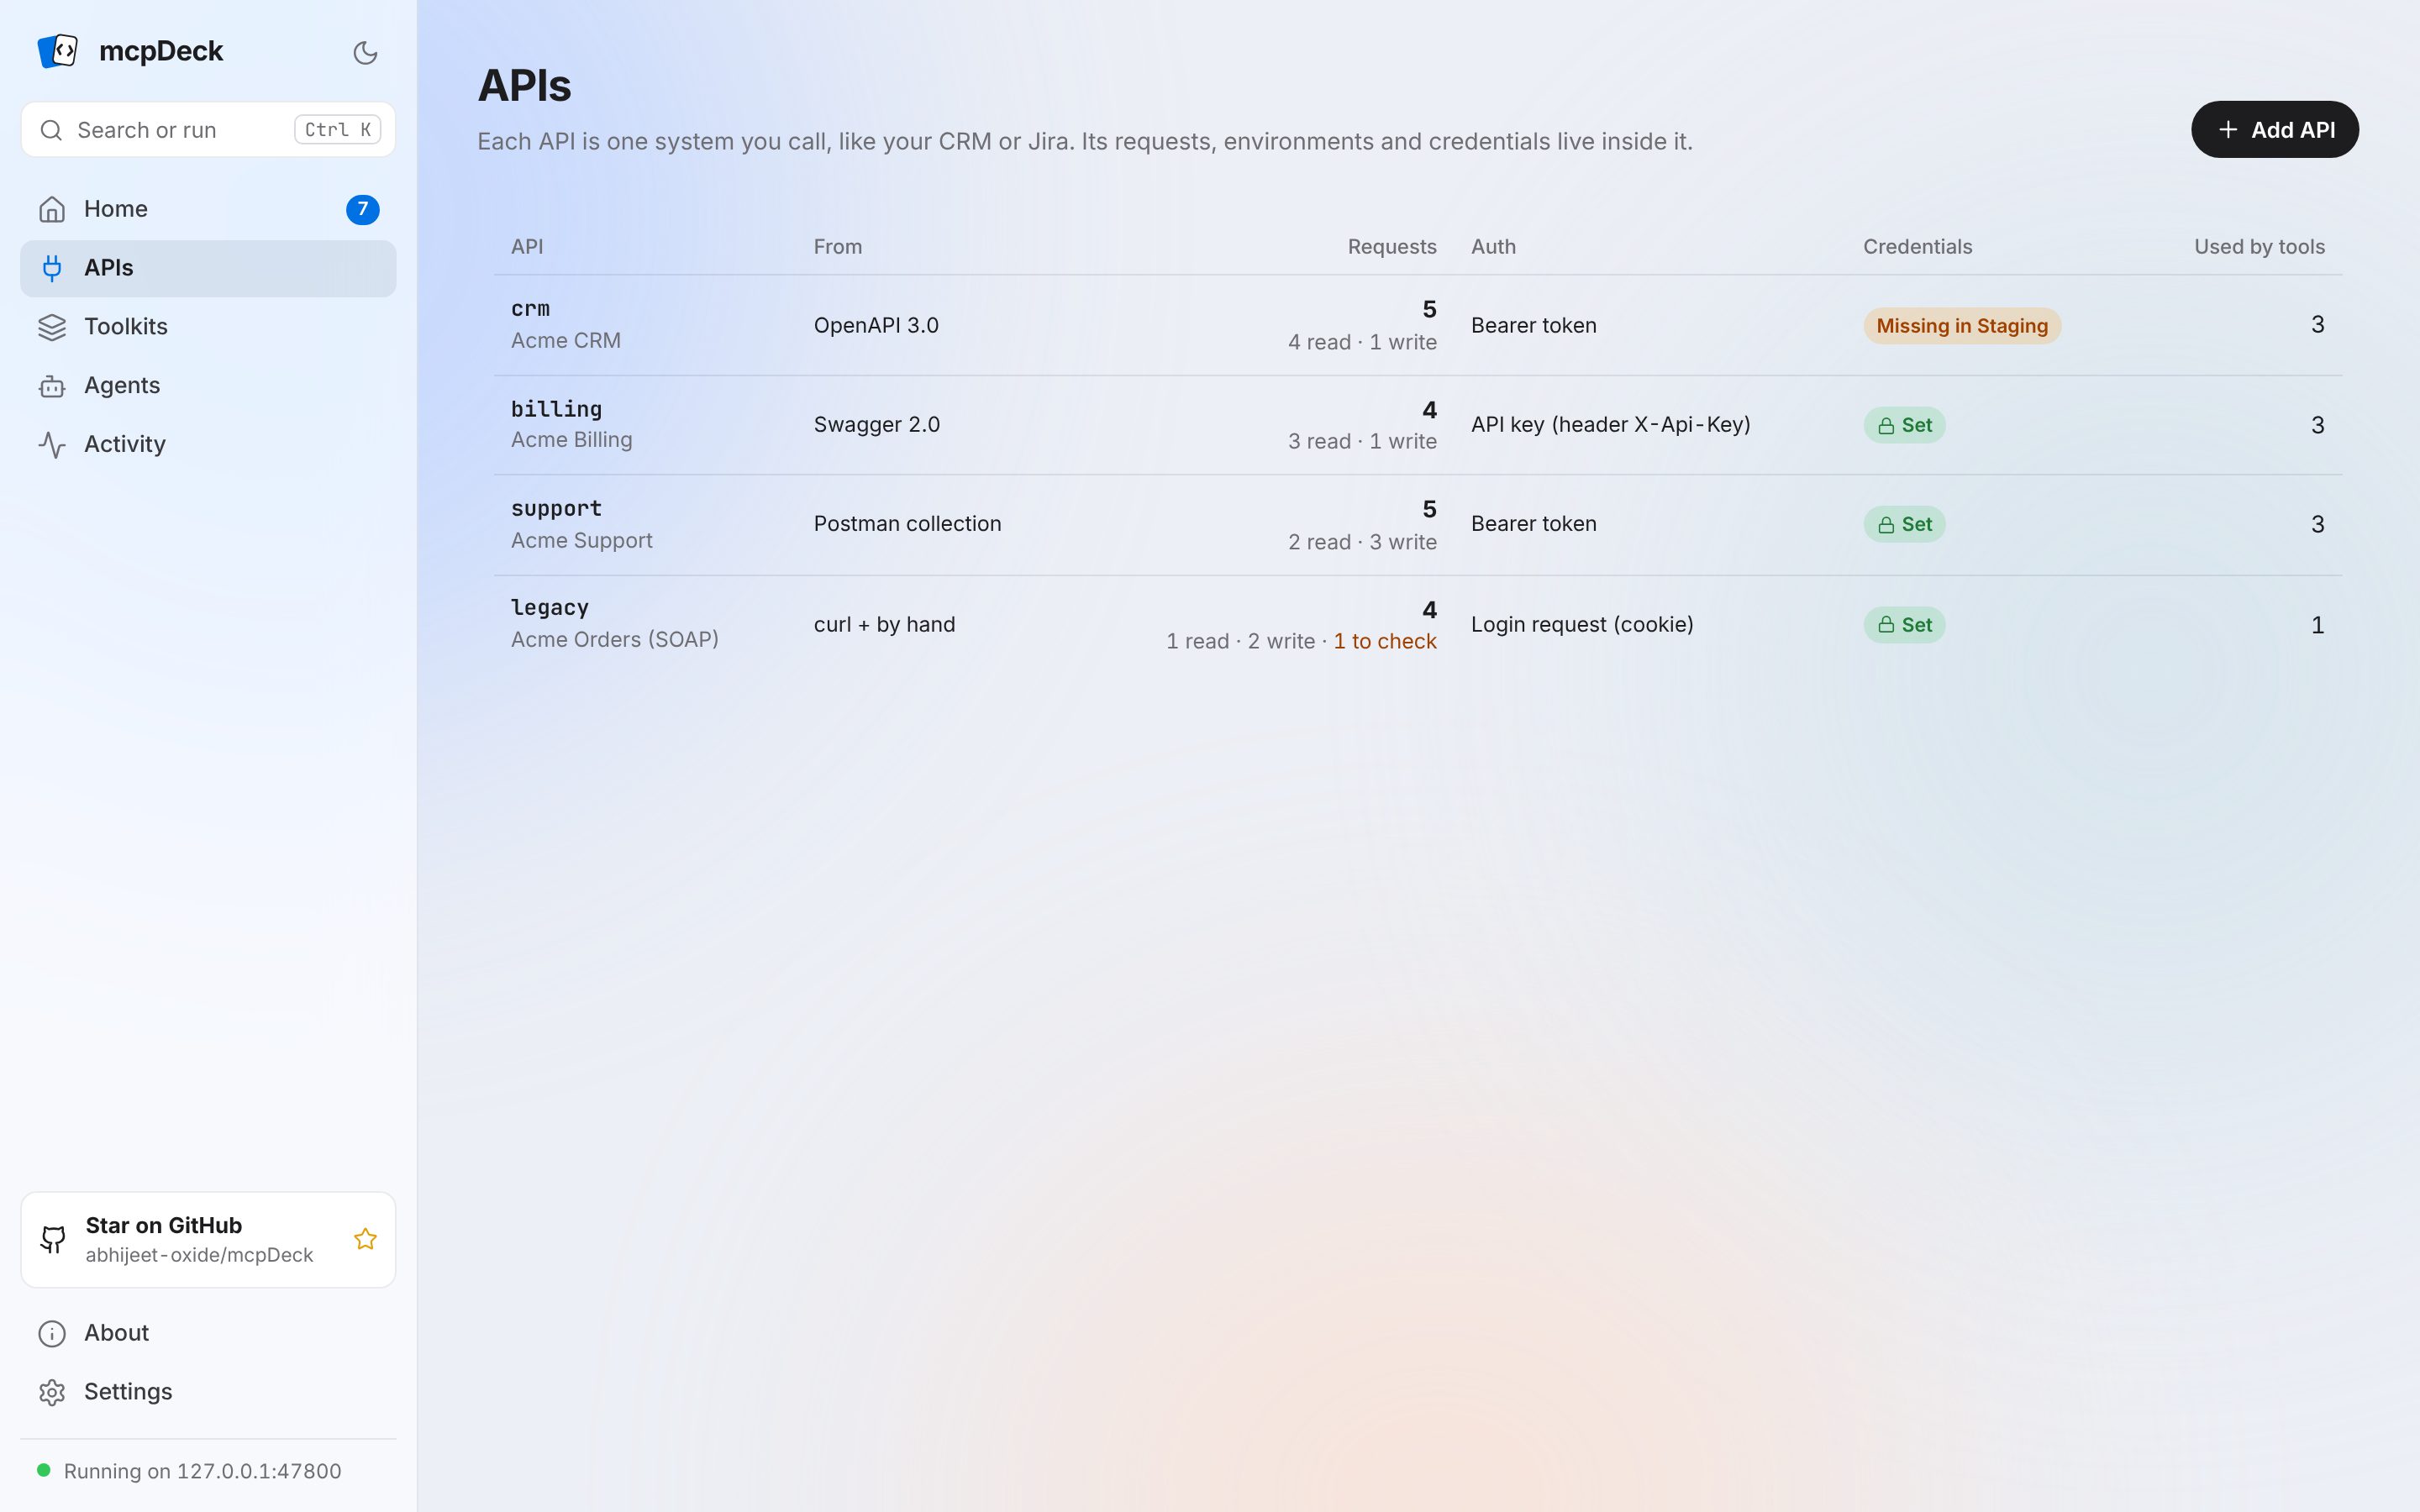 mcpDeck
Search or run Ctrl K
Home 7
APIs
Toolkits
Agents
Activity
Star on GitHub
abhijeet-oxide/mcpDeck
About
Settings
Running on 127.0.0.1:47800
APIs
Each API is one system you call, like your CRM or Jira. Its requests, environments and credentials live inside it.
+ Add API
API From Requests Auth Credentials Used by tools
crm
Acme CRM
OpenAPI 3.0
5
4 read · 1 write
Bearer token
Missing in Staging
3
billing
Acme Billing
Swagger 2.0
4
3 read · 1 write
API key (header X-Api-Key)
Set
3
support
Acme Support
Postman collection
5
2 read · 3 write
Bearer token
Set
3
legacy
Acme Orders (SOAP)
curl + by hand
4
1 read · 2 write · 1 to check
Login request (cookie)
Set
1